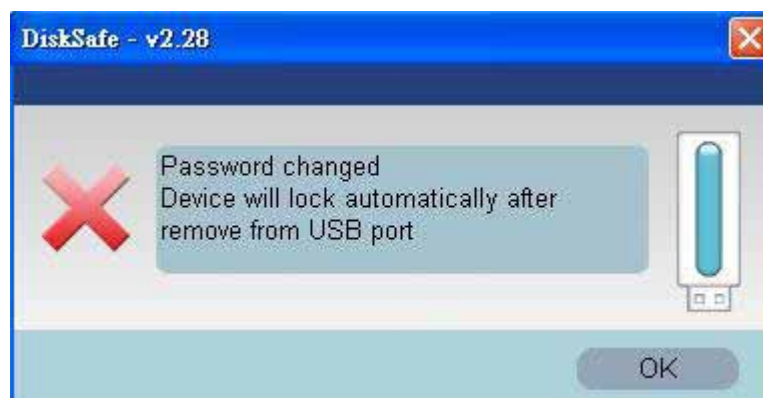 DiskSafe - v2.28
Password changed
Device will lock automatically after
remove from USB port
OK